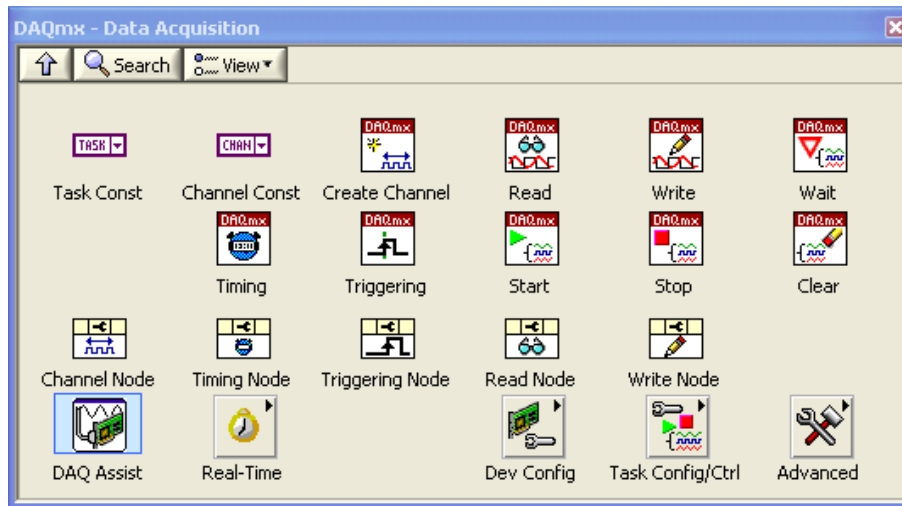 DAQmx - Data Acquisition
Search View
TASK CHAN DAQmx DAQmx DAQmx DAQmx
Task Const Channel Const Create Channel Read Write Wait
DAQmx DAQmx DAQmx DAQmx DAQmx
Timing Triggering Start Stop Clear
Channel Node Timing Node Triggering Node Read Node Write Node
DAQ Assist Real-Time Dev Config Task Config/Ctrl Advanced